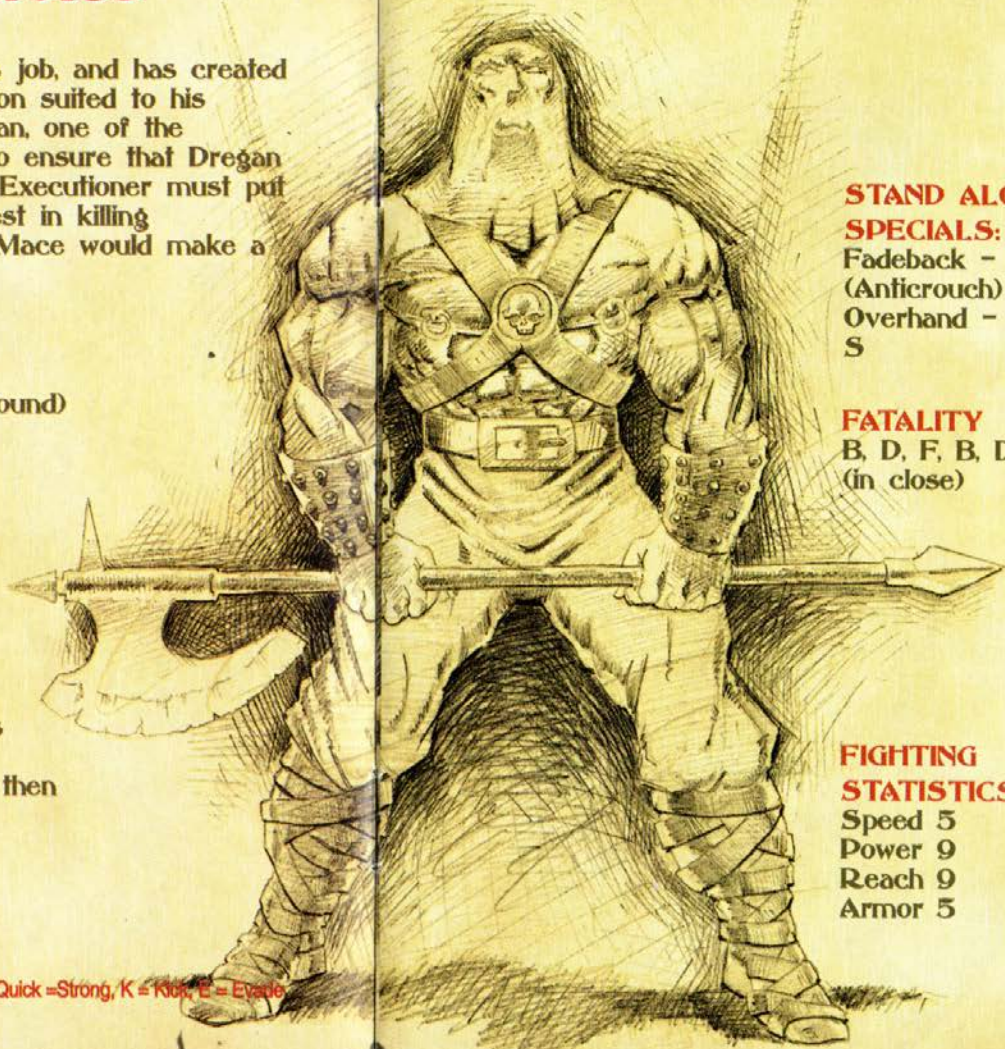 job, and has created
on suited to his
an, one of the
o ensure that Dregan
Executioner must put
est in killing
Mace would make a
ound)
then
Quick =Strong, K = Kick, E = Evade
STAND ALO
SPECIALS:
Fadeback -
(Anticrouch)
Overhand -
S
FATALITY
B, D, F, B, D
(in close)
FIGHTING
STATISTICS
Speed 5
Power 9
Reach 9
Armor 5